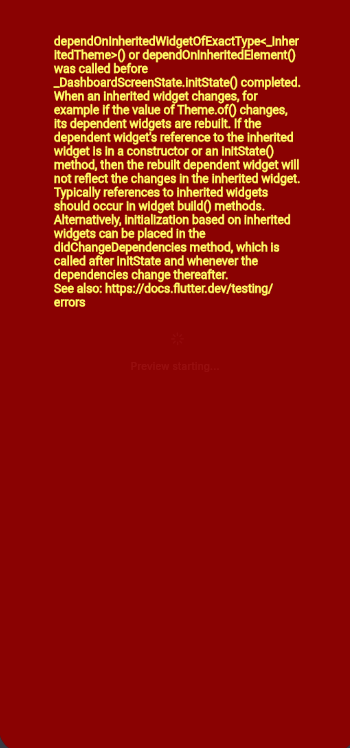 dependOnInheritedWidgetOfExactType<_Inher
itedTheme>() or dependOnInheritedElement()
was called before
_DashboardScreenState.initState() completed.
When an inherited widget changes, for
example if the value of Theme.of() changes,
its dependent widgets are rebuilt. If the
dependent widget's reference to the inherited
widget is in a constructor or an initState()
method, then the rebuilt dependent widget will
not reflect the changes in the inherited widget.
Typically references to inherited widgets
should occur in widget build() methods.
Alternatively, initialization based on inherited
widgets can be placed in the
didChangeDependencies method, which is
called after initState and whenever the
dependencies change thereafter.
See also: https://docs.flutter.dev/testing/
errors
Preview starting...